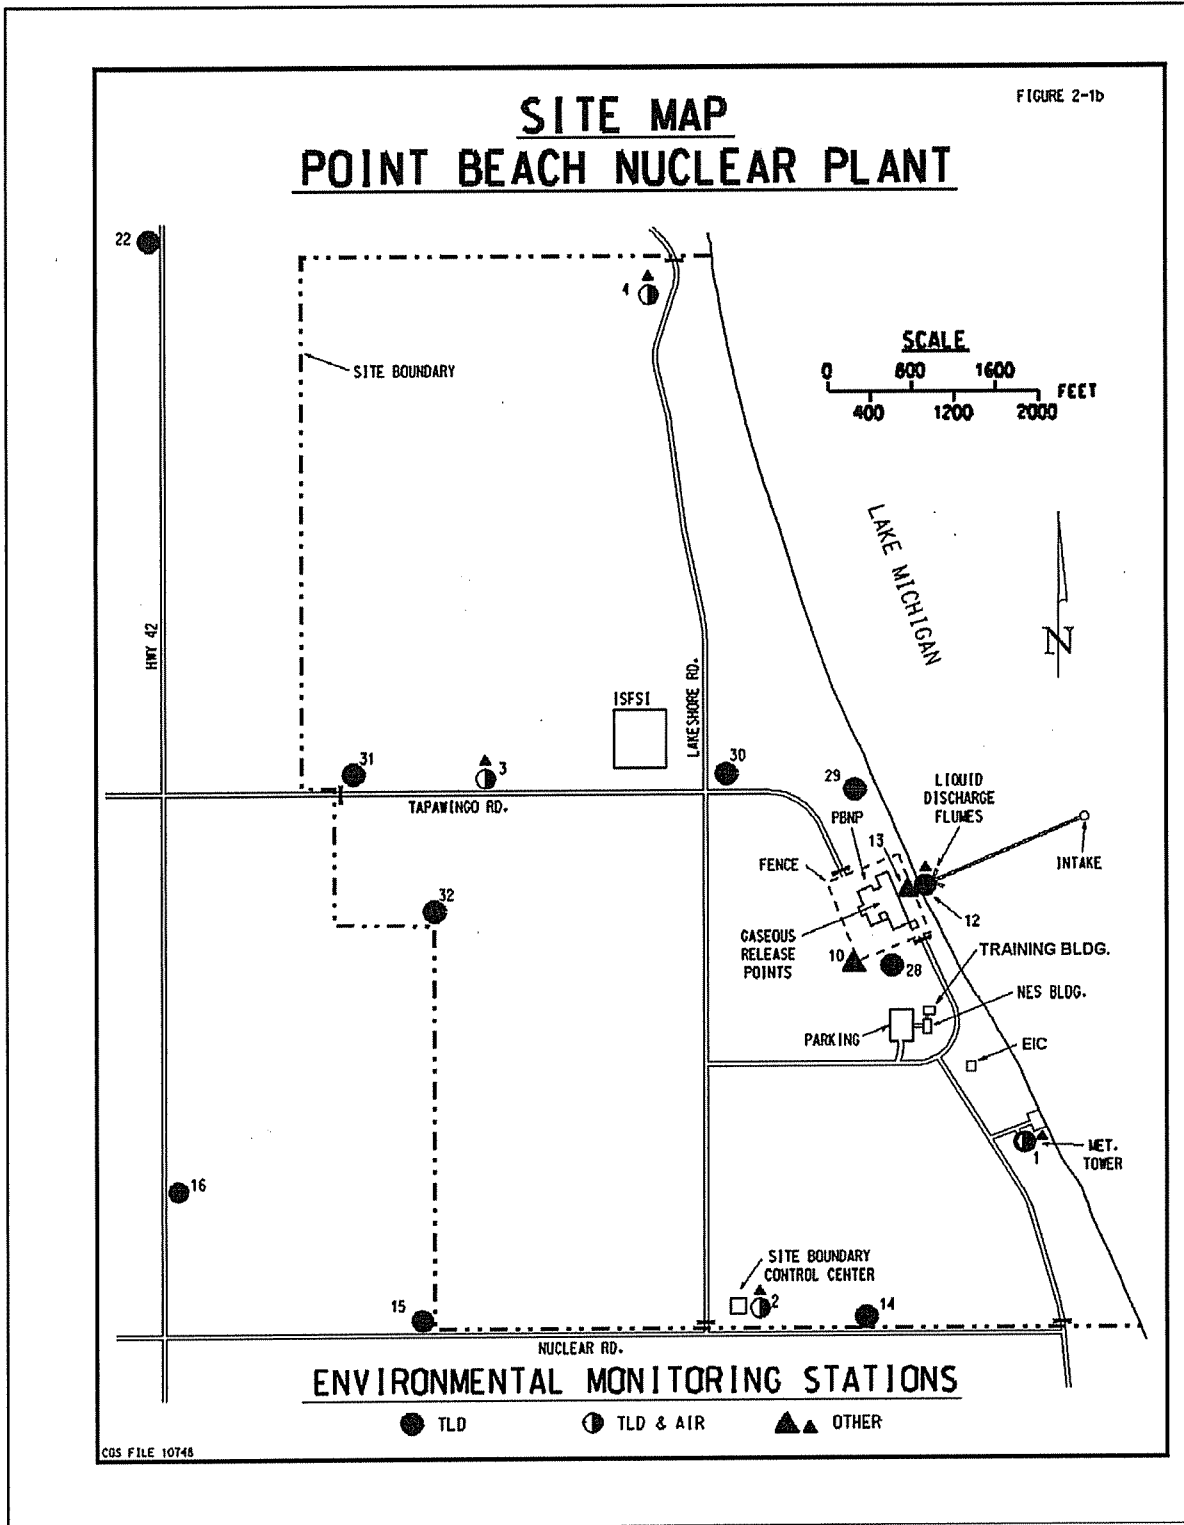 FIGURE 2-1b
SITE MAP
POINT BEACH NUCLEAR PLANT
22
4
SITE BOUNDARY
SCALE
0 800 1600
FEET
400 1200 2000
LAKE MICHIGAN
N
HWY 42
LAKESHORE RD.
ISFSI
31
3
30
29
TAPAWINGO RD.
LIQUID
DISCHARGE
FLUMES
PBNP
13
FENCE
INTAKE
12
32
GASEOUS
RELEASE
POINTS
10
28
TRAINING BLDG.
NES BLDG.
PARKING
EIC
1
MET.
TOWER
16
SITE BOUNDARY
CONTROL CENTER
2
14
15
NUCLEAR RD.
ENVIRONMENTAL MONITORING STATIONS
TLD
TLD & AIR
OTHER
CGS FILE 10748